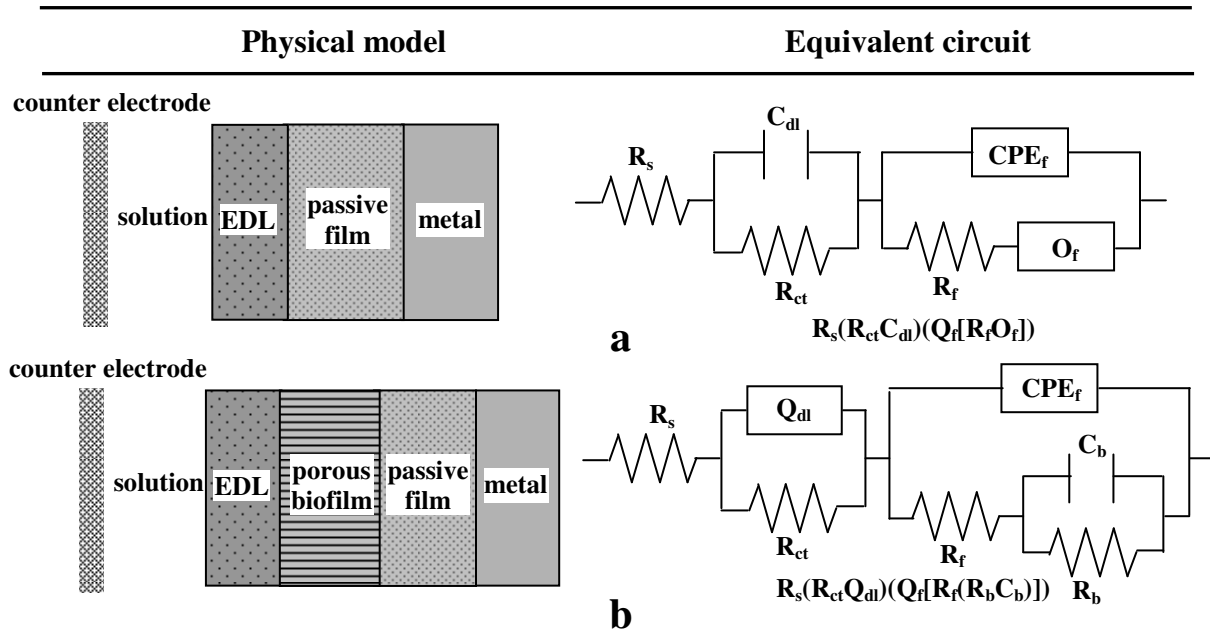 Physical model
Equivalent circuit
counter electrode
solution
EDL
passive
film
metal
Rs
Cdl
Rct
CPEf
Rf
Of
Rs(RctCdl)(Qf[RfOf])
a
counter electrode
solution
EDL
porous
biofilm
passive
film
metal
Rs
Qdl
Rct
CPEf
Cb
Rf
Rb
Rs(RctQdl)(Qf[Rf(RbCb)])
b